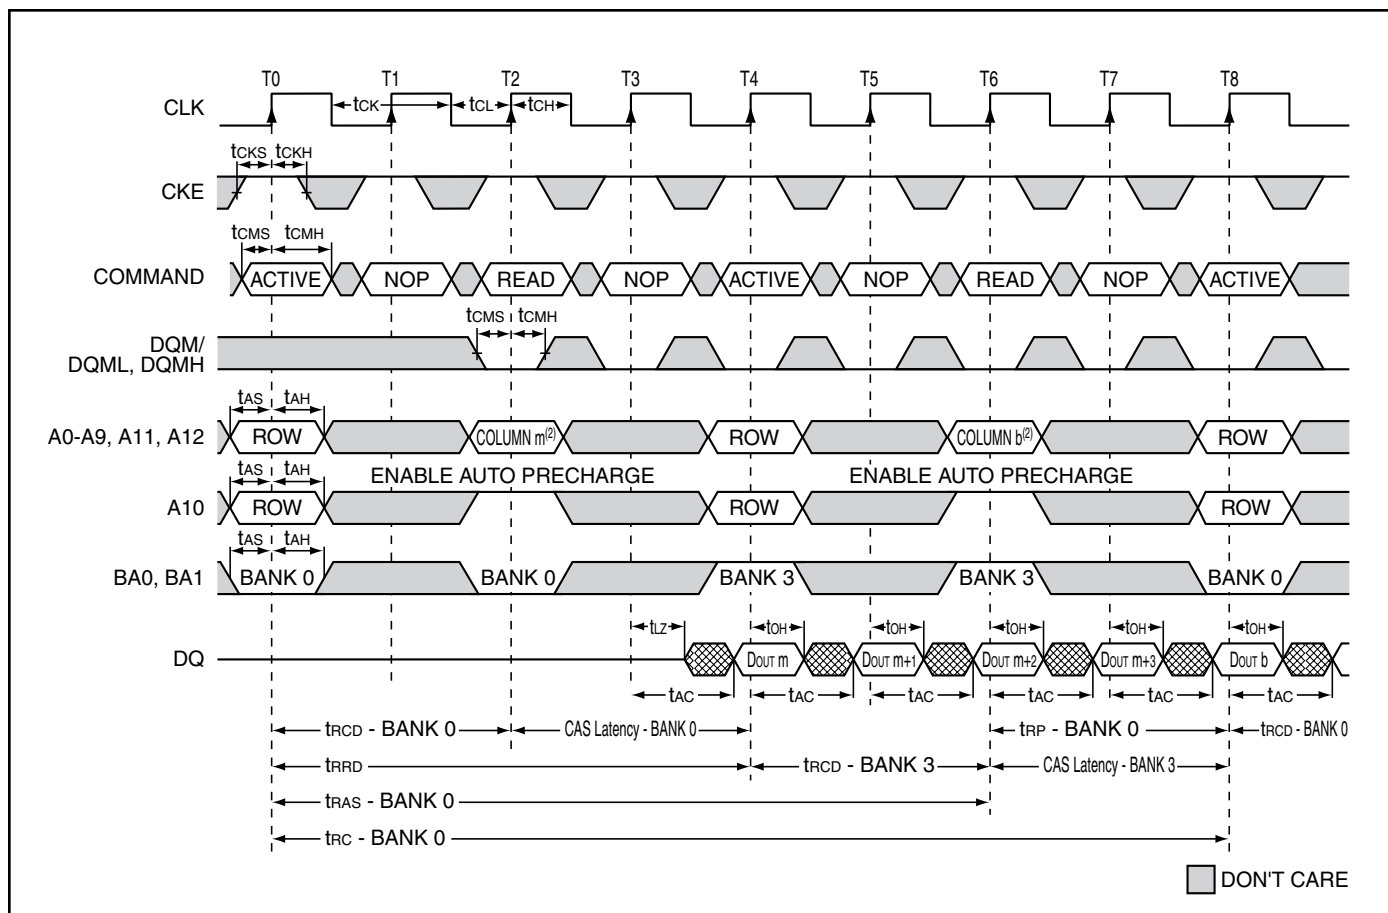 T0 T1 T2 T3 T4 T5 T6 T7 T8
CLK
tCK tCL tCH
tCKS tCKH
CKE
tCMS tCMH
COMMAND ACTIVE NOP READ NOP ACTIVE NOP READ NOP ACTIVE
tCMS tCMH
DQM/
DQML, DQMH
tAS tAH
A0-A9, A11, A12 ROW COLUMN m(2) ROW COLUMN b(2) ROW
tAS tAH ENABLE AUTO PRECHARGE ENABLE AUTO PRECHARGE
A10 ROW ROW ROW
tAS tAH
BA0, BA1 BANK 0 BANK 0 BANK 3 BANK 3 BANK 0
tLZ tOH tOH tOH tOH tOH
DQ DOUT m DOUT m+1 DOUT m+2 DOUT m+3 DOUT b
tAC tAC tAC tAC tAC tAC
tRCD - BANK 0 CAS Latency - BANK 0 tRP - BANK 0 tRCD - BANK 0
tRRD tRCD - BANK 3 CAS Latency - BANK 3
tRAS - BANK 0
tRC - BANK 0
DON'T CARE